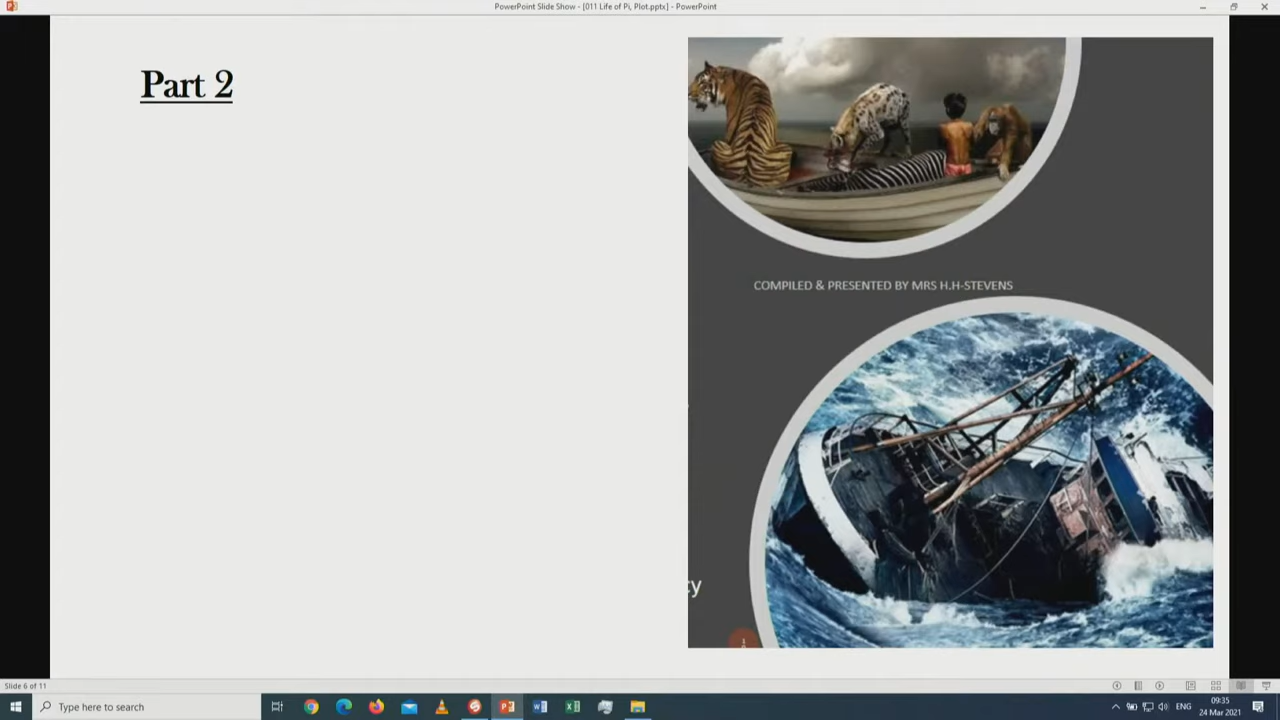 PowerPoint Slide Show - [011 Life of Pi, Plot.pptx] - PowerPoint
Part 2
COMPILED & PRESENTED BY MRS H.H-STEVENS
Slide 6 of 11
Type here to search
ENG
09:35
24 Mar 2021